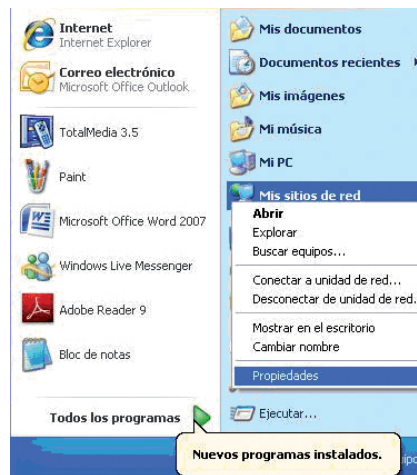 Internet
Internet Explorer
Correo electrónico
Microsoft Office Outlook
TotalMedia 3.5
Paint
Microsoft Office Word 2007
Windows Live Messenger
Adobe Reader 9
Bloc de notas
Todos los programas
Mis documentos
Documentos recientes
Mis imágenes
Mi música
Mi PC
Mis sitios de red
Abrir
Explorar
Buscar equipos...
Conectar a unidad de red...
Desconectar de unidad de red.
Mostrar en el escritorio
Cambiar nombre
Propiedades
Ejecutar...
Nuevos programas instalados.